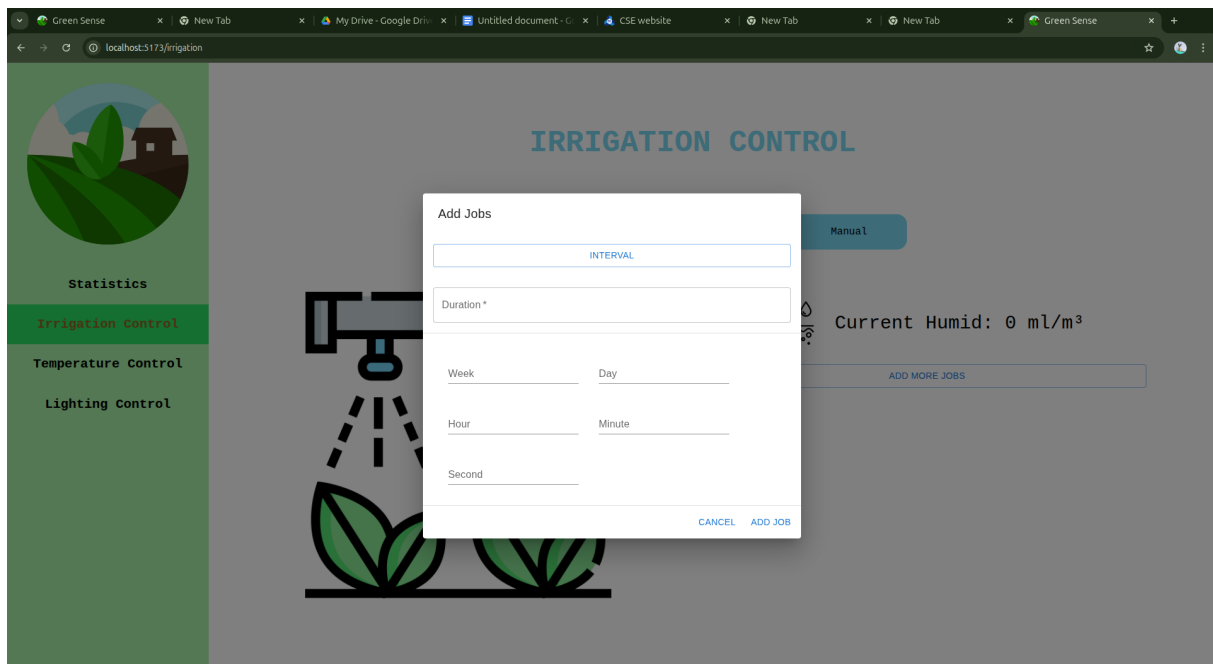 Green Sense
New Tab
My Drive - Google Driv
Untitled document - G
CSE website
New Tab
New Tab
Green Sense
localhost:5173/irrigation
IRRIGATION CONTROL
Add Jobs
Manual
INTERVAL
Statistics
Duration *
Irrigation Control
Current Humid: 0 ml/m³
Temperature Control
Week Day
ADD MORE JOBS
Lighting Control
Hour Minute
Second
CANCEL ADD JOB